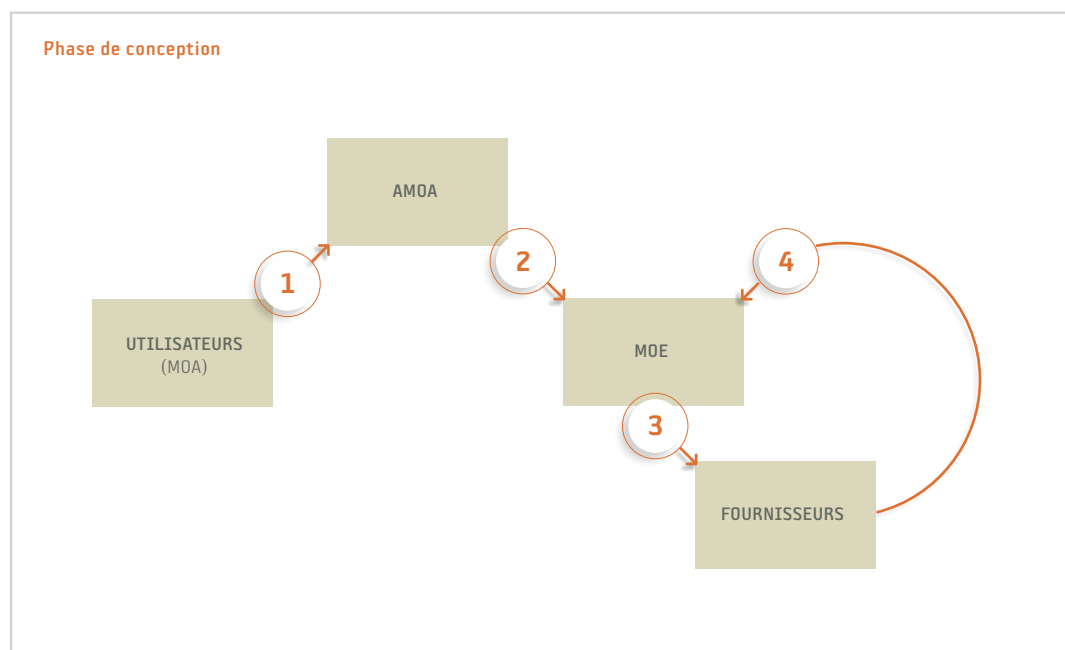 Phase de conception
AMOA
1
2
4
UTILISATEURS
(MOA)
MOE
3
FOURNISSEURS